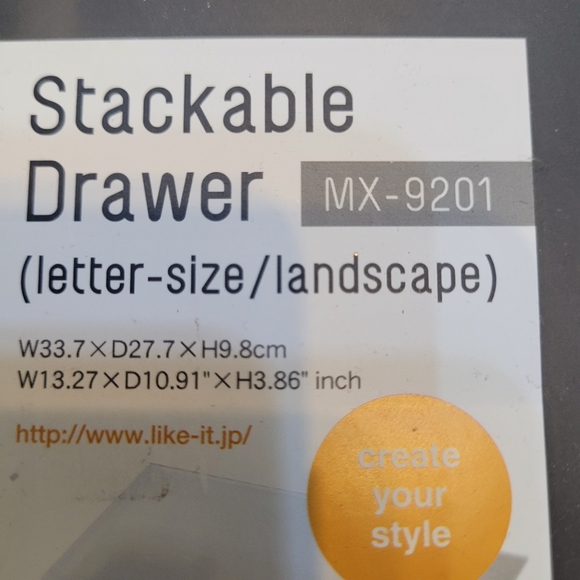 Stackable
Drawer MX-9201
(letter-size/landscape)
W33.7×D27.7×H9.8cm
W13.27×D10.91"×H3.86" inch
http://www.like-it.jp/
create
your
style